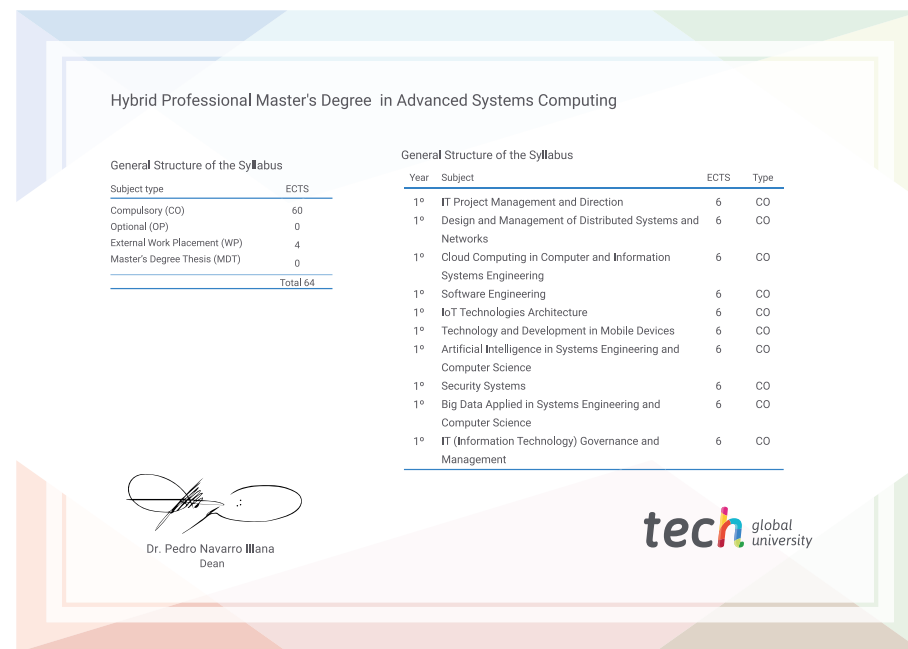 Hybrid Professional Master's Degree in Advanced Systems Computing
General Structure of the Syllabus
Subject type ECTS
Compulsory (CO) 60
Optional (OP) 0
External Work Placement (WP) 4
Master's Degree Thesis (MDT) 0
Total 64
General Structure of the Syllabus
Year Subject ECTS Type
1º IT Project Management and Direction 6 CO
1º Design and Management of Distributed Systems and 6 CO
Networks
1º Cloud Computing in Computer and Information 6 CO
Systems Engineering
1º Software Engineering 6 CO
1º IoT Technologies Architecture 6 CO
1º Technology and Development in Mobile Devices 6 CO
1º Artificial Intelligence in Systems Engineering and 6 CO
Computer Science
1º Security Systems 6 CO
1º Big Data Applied in Systems Engineering and 6 CO
Computer Science
1º IT (Information Technology) Governance and 6 CO
Management
Dr. Pedro Navarro Illana
Dean
tech global
university